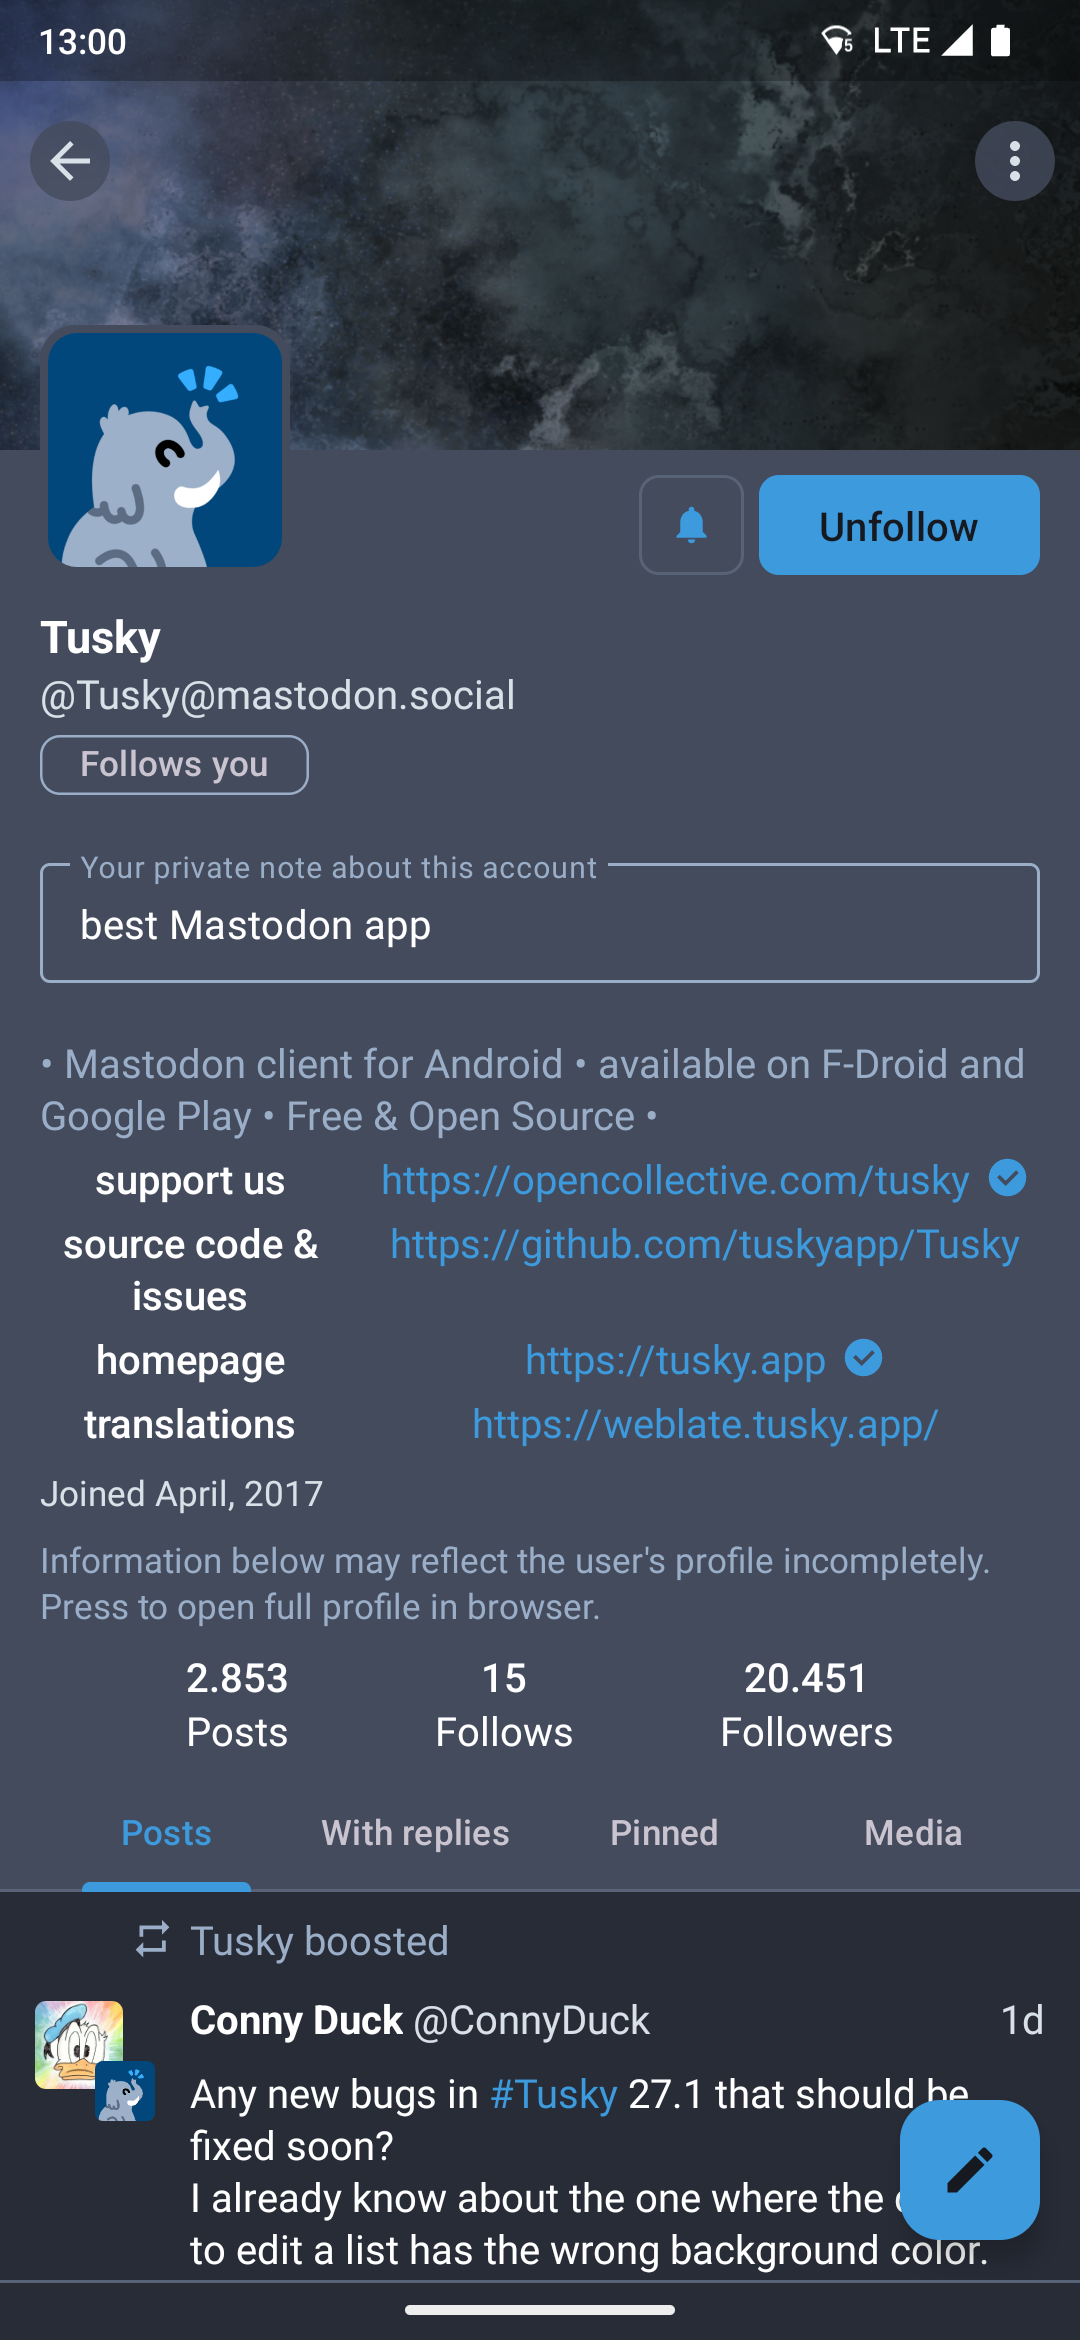 13:00
5 LTE
Unfollow
Tusky
@Tusky@mastodon.social
Follows you
Your private note about this account
best Mastodon app
• Mastodon client for Android • available on F-Droid and
Google Play • Free & Open Source •
support us https://opencollective.com/tusky
source code & https://github.com/tuskyapp/Tusky
issues
homepage https://tusky.app
translations https://weblate.tusky.app/
Joined April, 2017
Information below may reflect the user's profile incompletely.
Press to open full profile in browser.
2.853 15 20.451
Posts Follows Followers
Posts With replies Pinned Media
Tusky boosted
Conny Duck @ConnyDuck 1d
Any new bugs in #Tusky 27.1 that should be
fixed soon?
I already know about the one where the
to edit a list has the wrong background color.